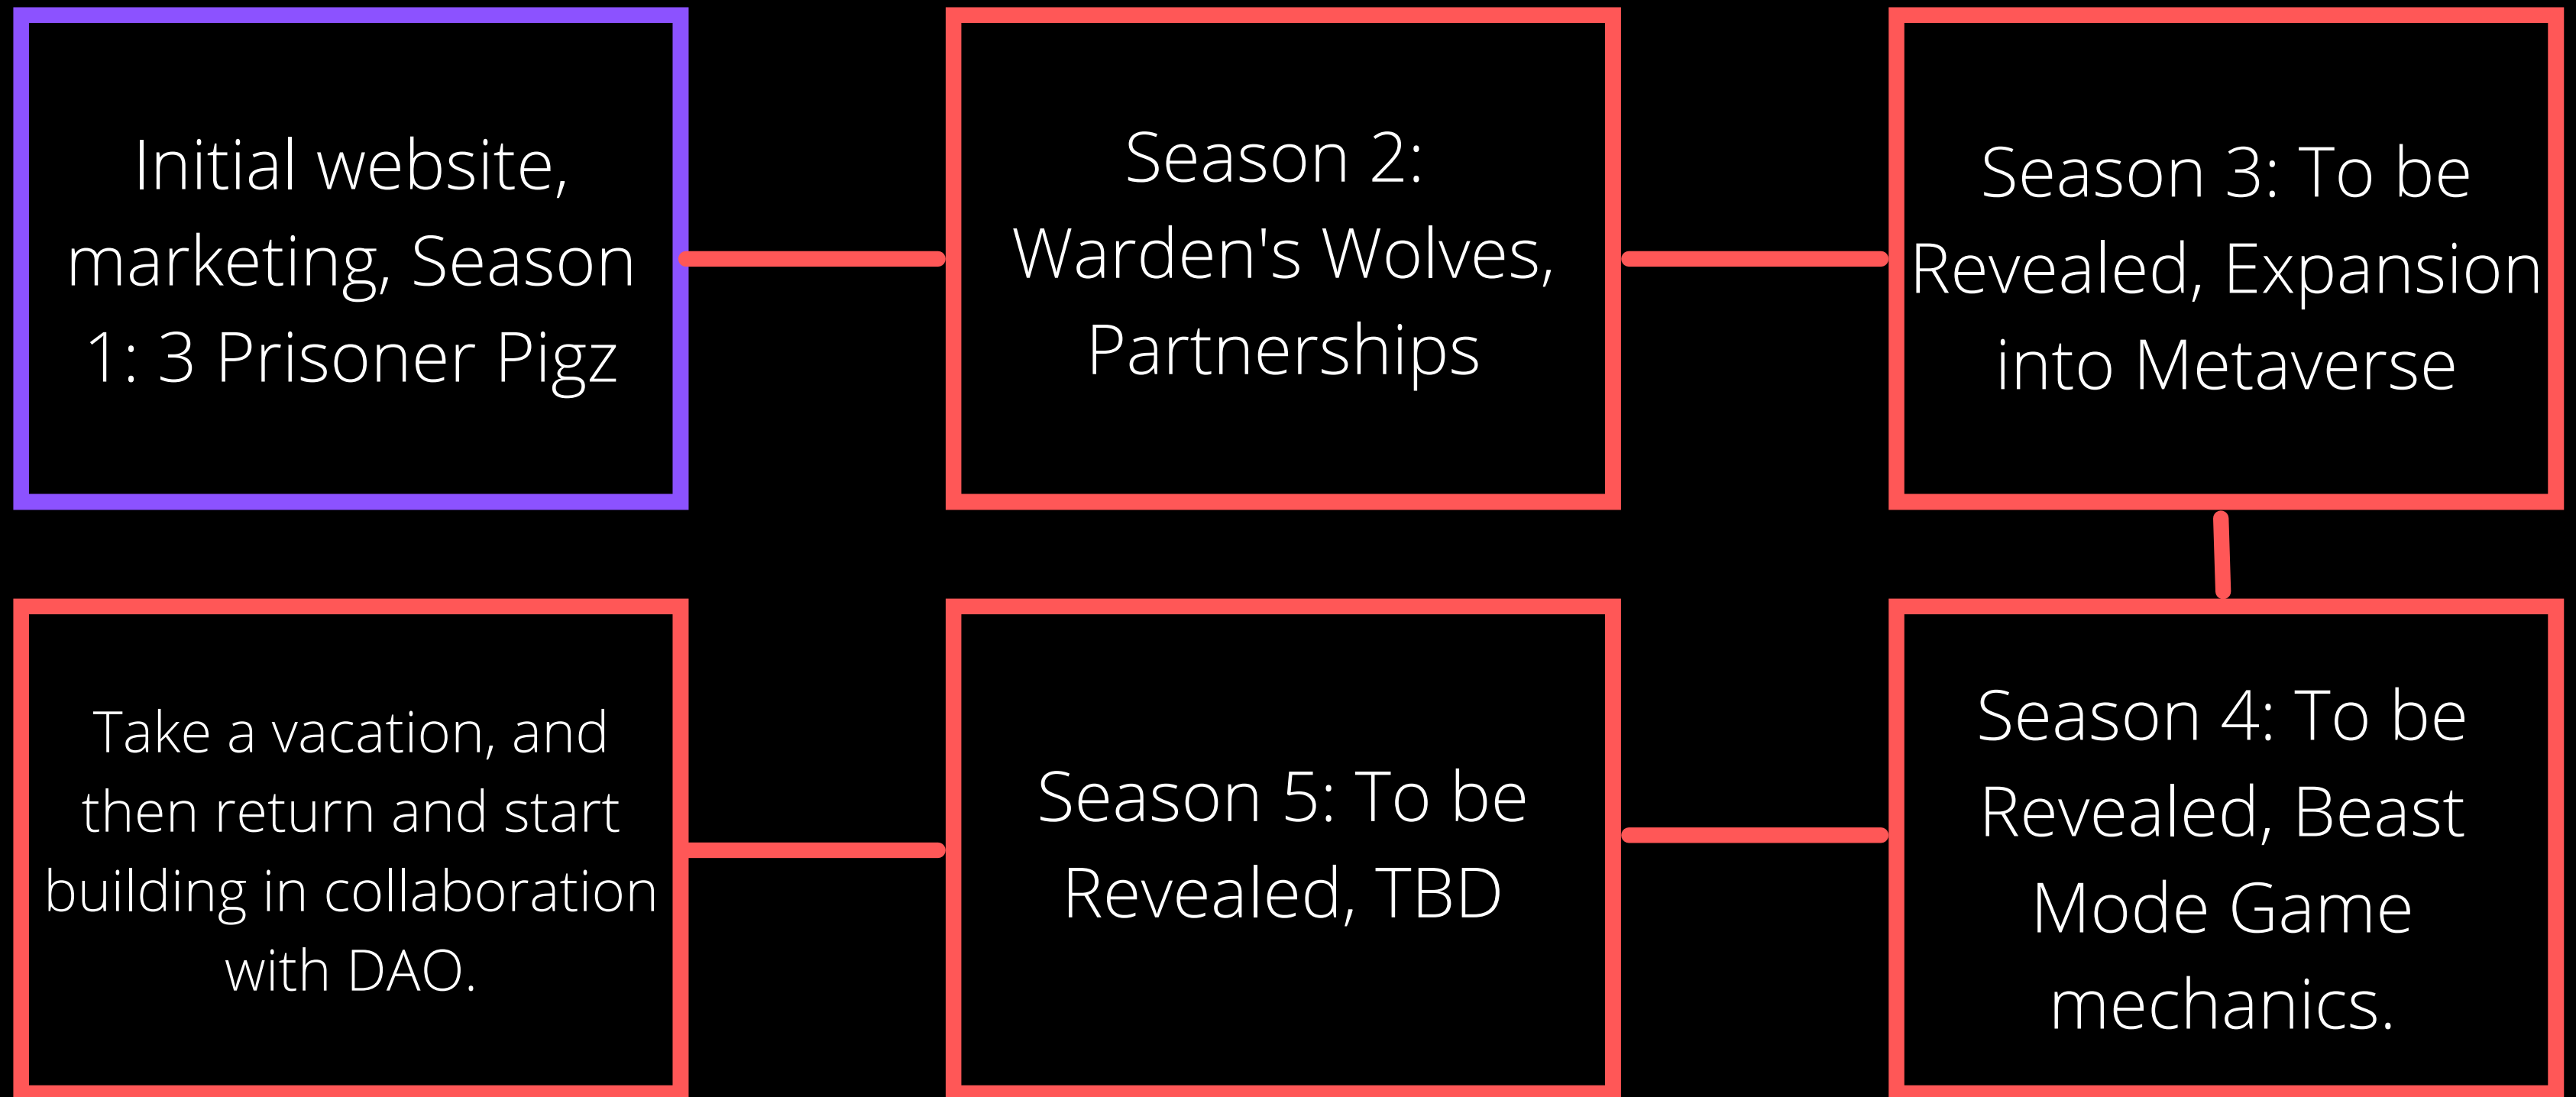 Initial website,
marketing, Season
1: 3 Prisoner Pigz
Season 2:
Warden's Wolves,
Partnerships
Season 3: To be
Revealed, Expansion
into Metaverse
Season 4: To be
Revealed, Beast
Mode Game
mechanics.
Season 5: To be
Revealed, TBD
Take a vacation, and
then return and start
building in collaboration
with DAO.